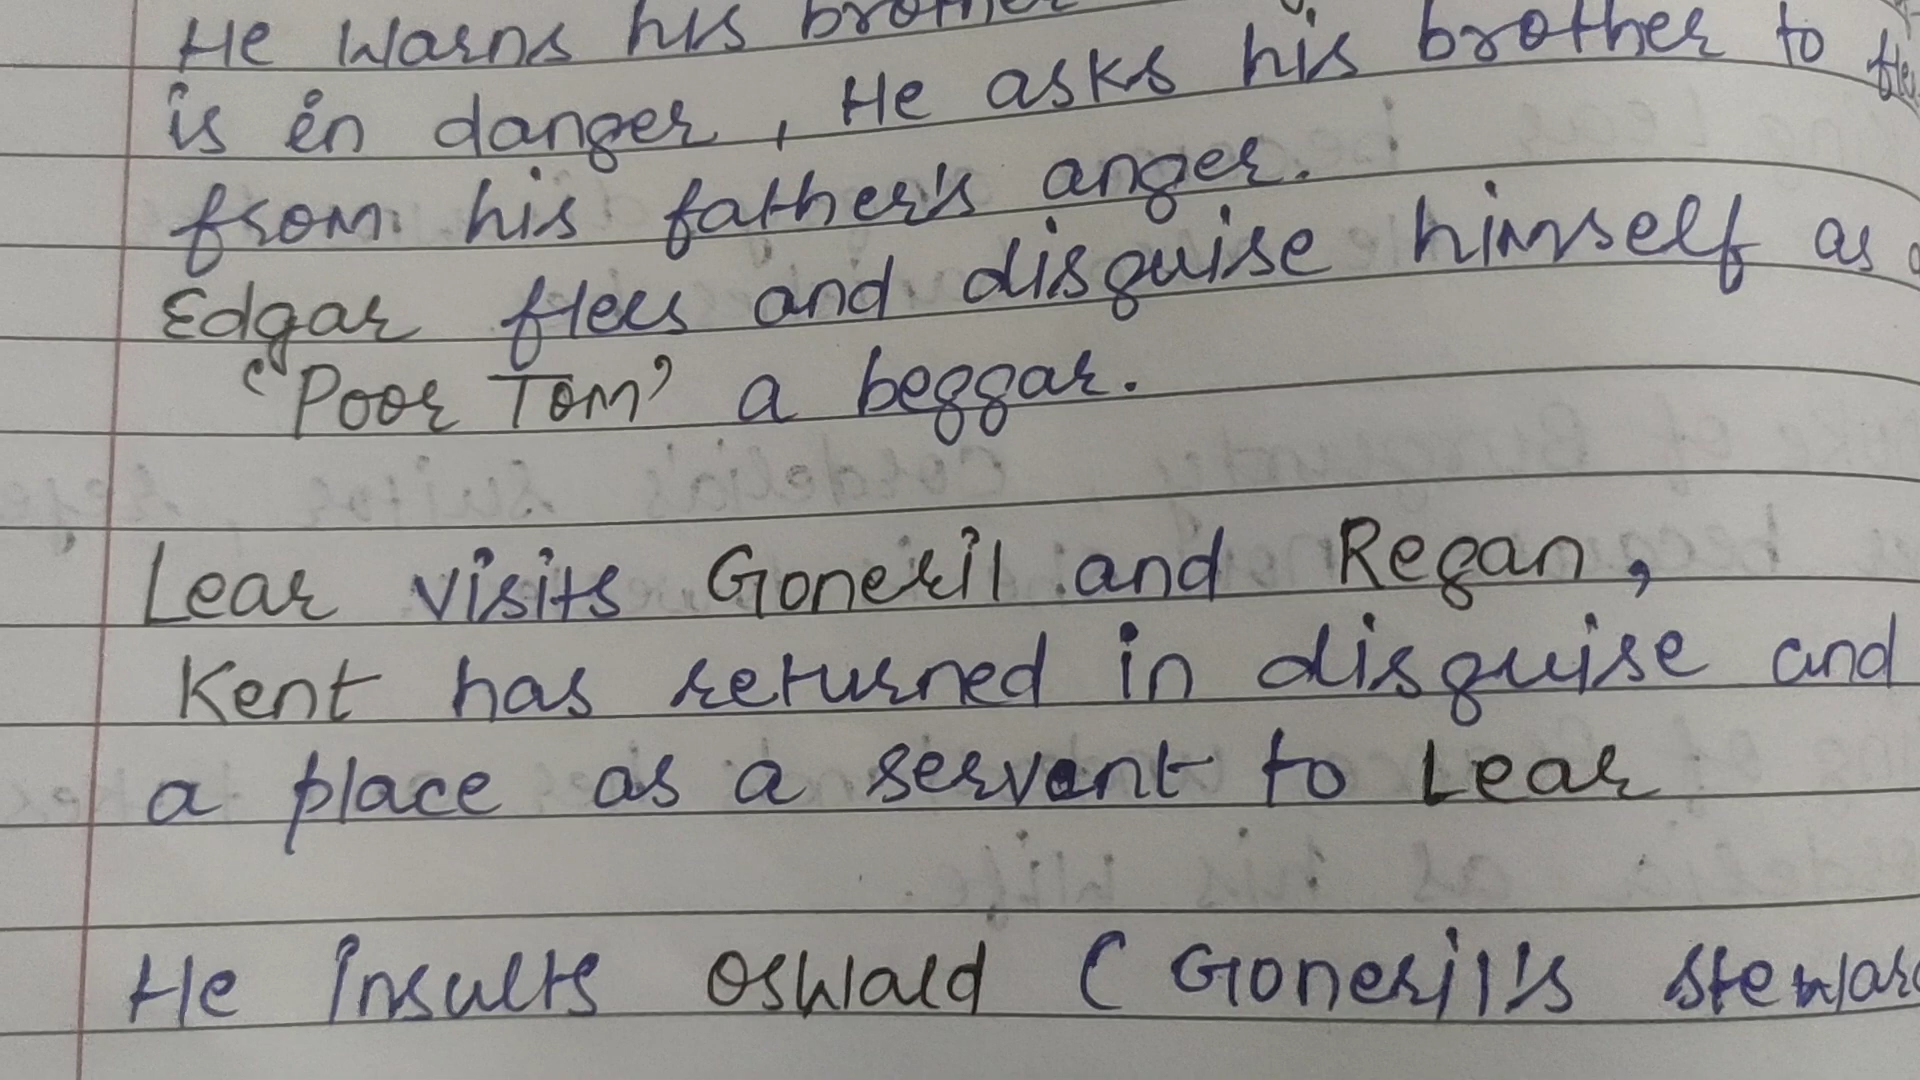 He warns his brother
is in danger, He asks his brother to
from his father's anger.
Edgar flees and disguise himself as
'Poor Tom' a beggar.
Lear visits Goneril and Regan,
Kent has returned in disguise and
a place as a servant to Lear
He insults Oswald ( Goneril's steward